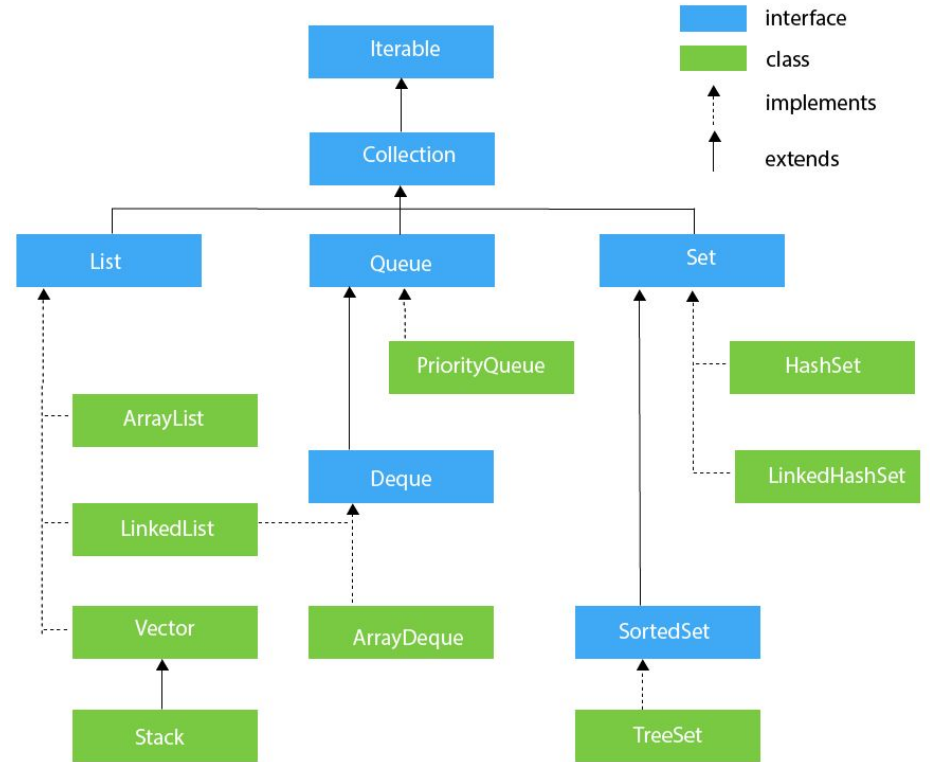 interface
Iterable
class
implements
Collection
extends
List
Queue
Set
PriorityQueue
HashSet
ArrayList
Deque
LinkedHashSet
LinkedList
Vector
ArrayDeque
SortedSet
Stack
TreeSet